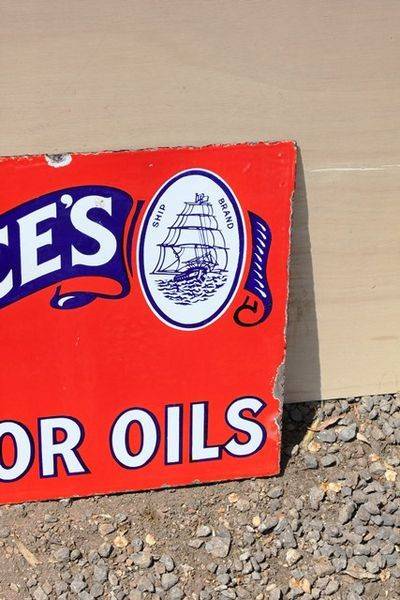 CE'S
SHIP BRAND
OR OILS